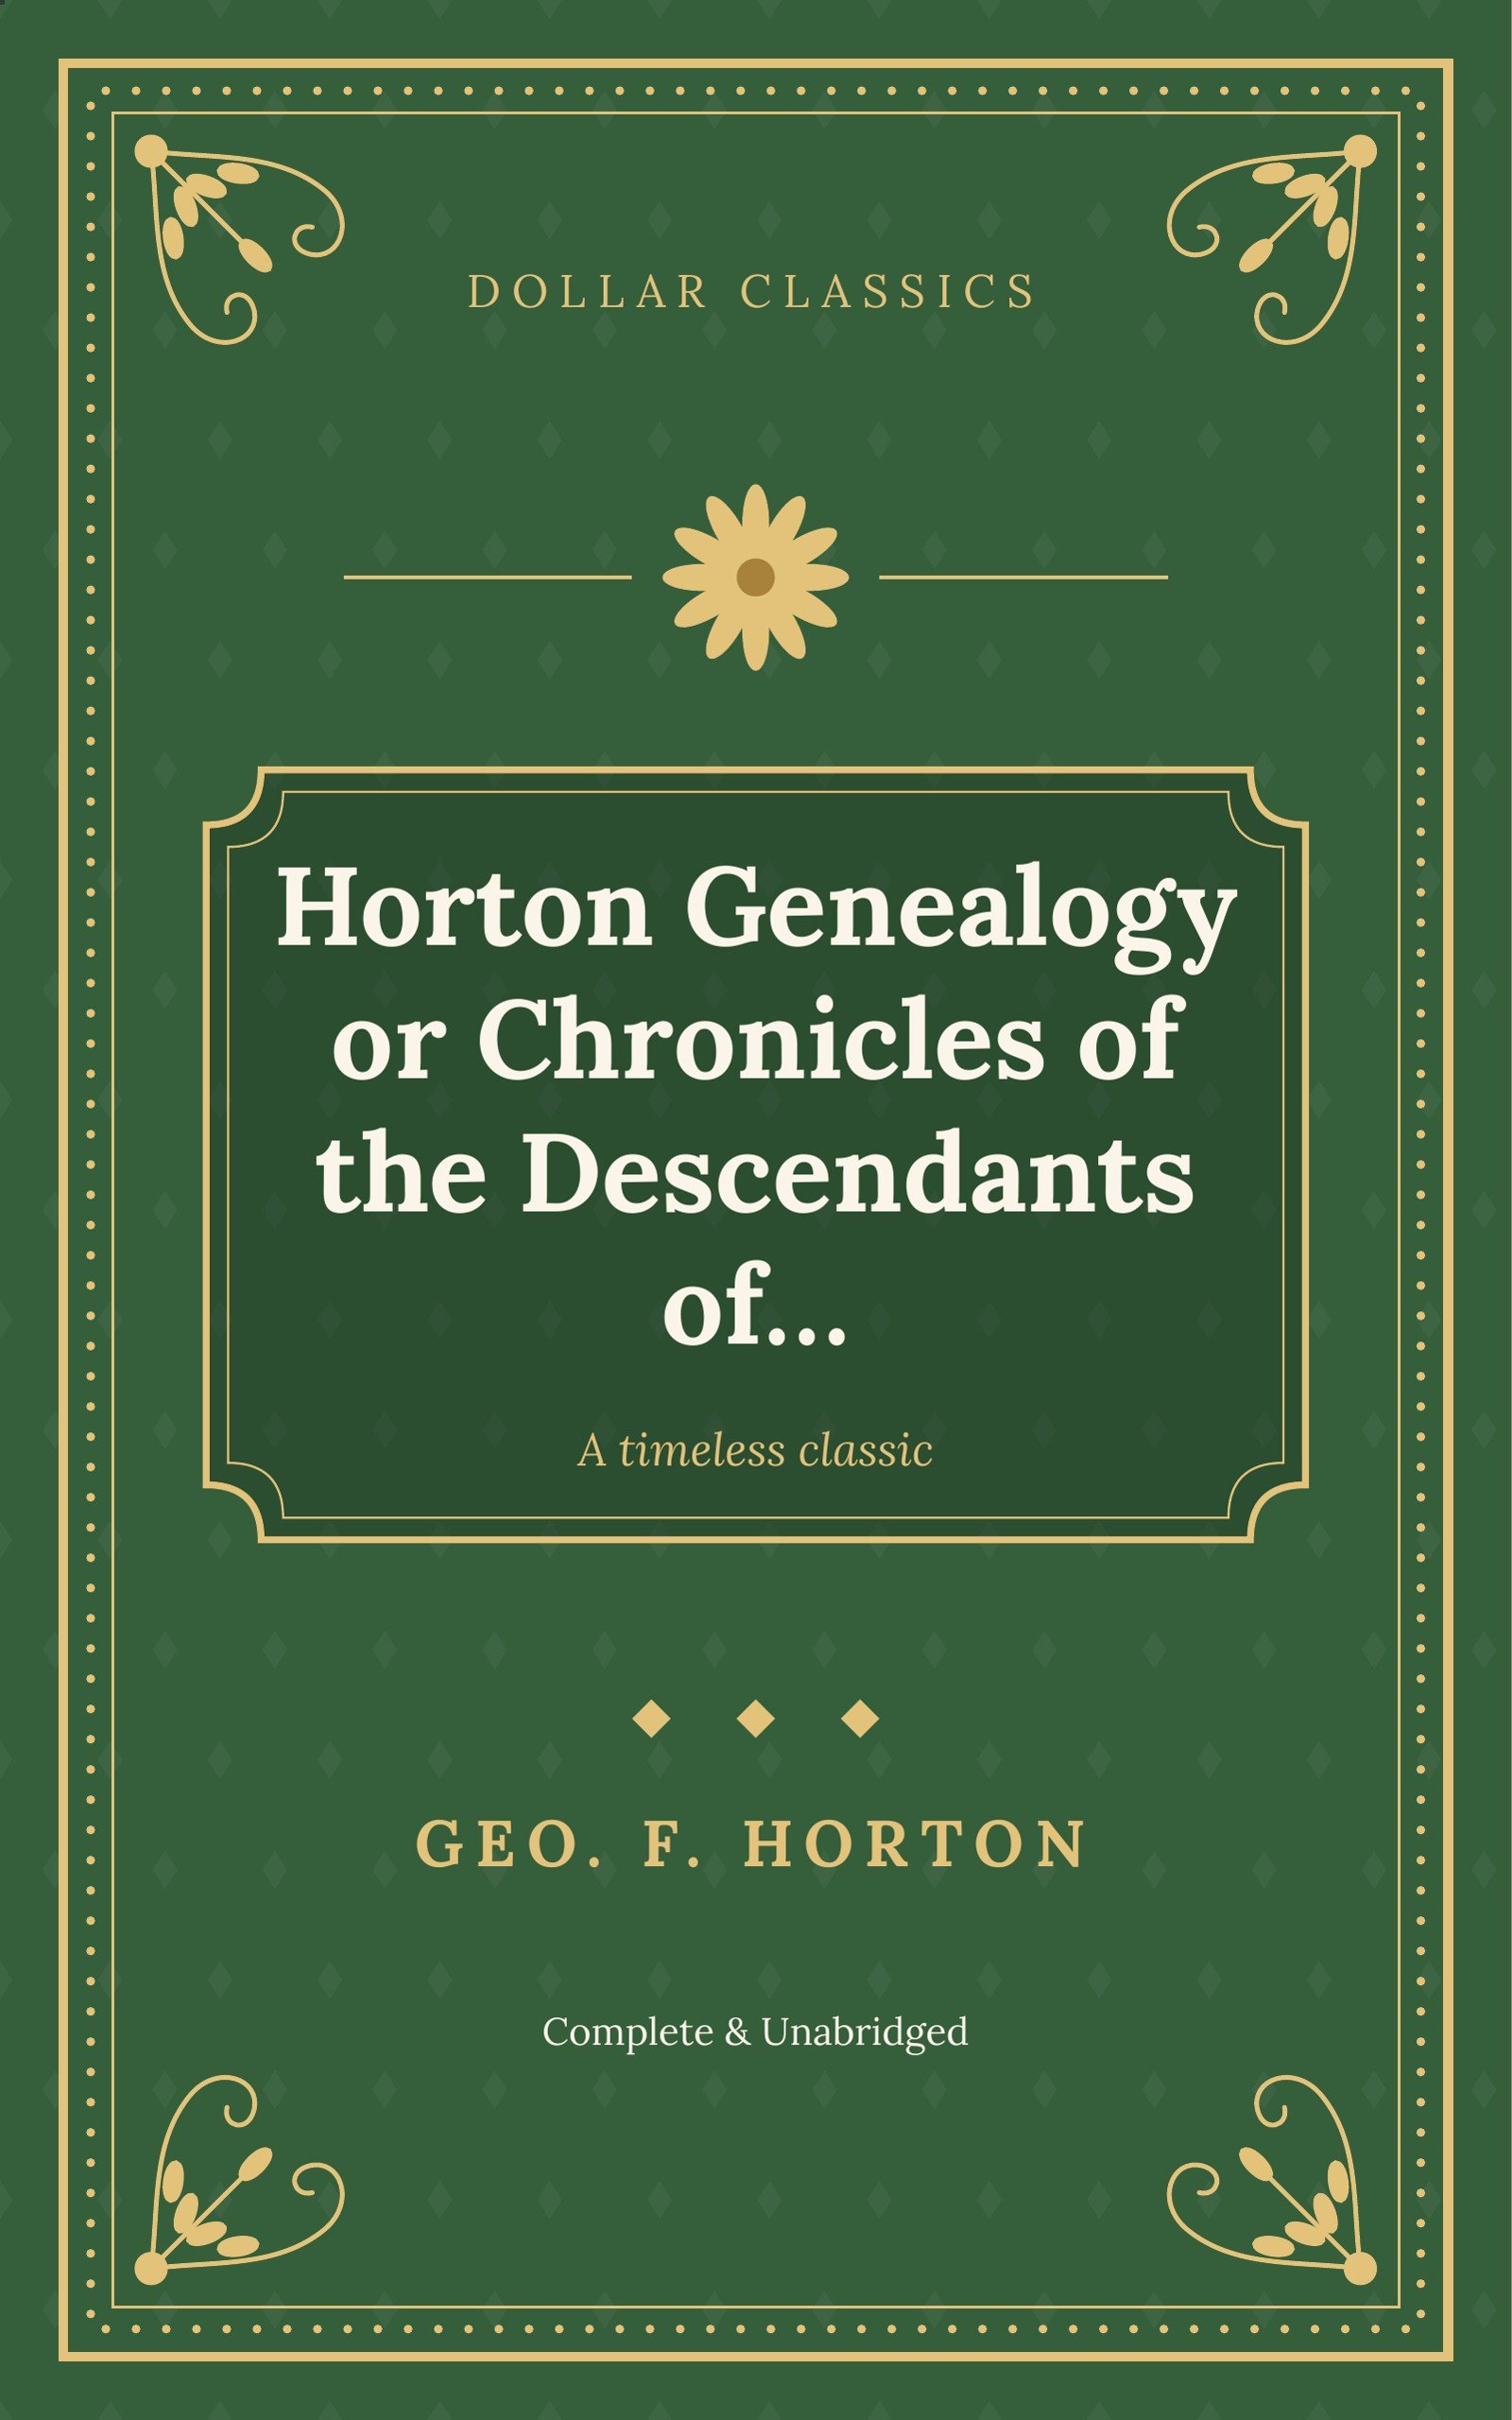 DOLLAR CLASSICS
Horton Genealogy
or Chronicles of
the Descendants
of...
A timeless classic
GEO. F. HORTON
Complete & Unabridged